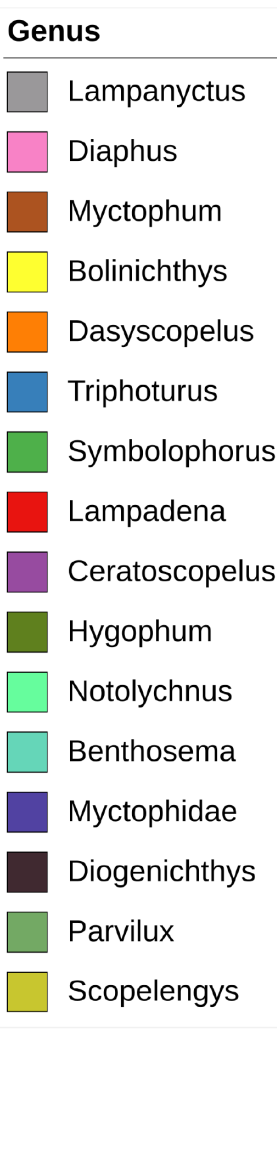 Genus
Lampanyctus
Diaphus
Myctophum
Bolinichthys
Dasyscopelus
Triphoturus
Symbolophorus
Lampadena
Ceratoscopelus
Hygophum
Notolychnus
Benthosema
Myctophidae
Diogenichthys
Parvilux
Scopelengys